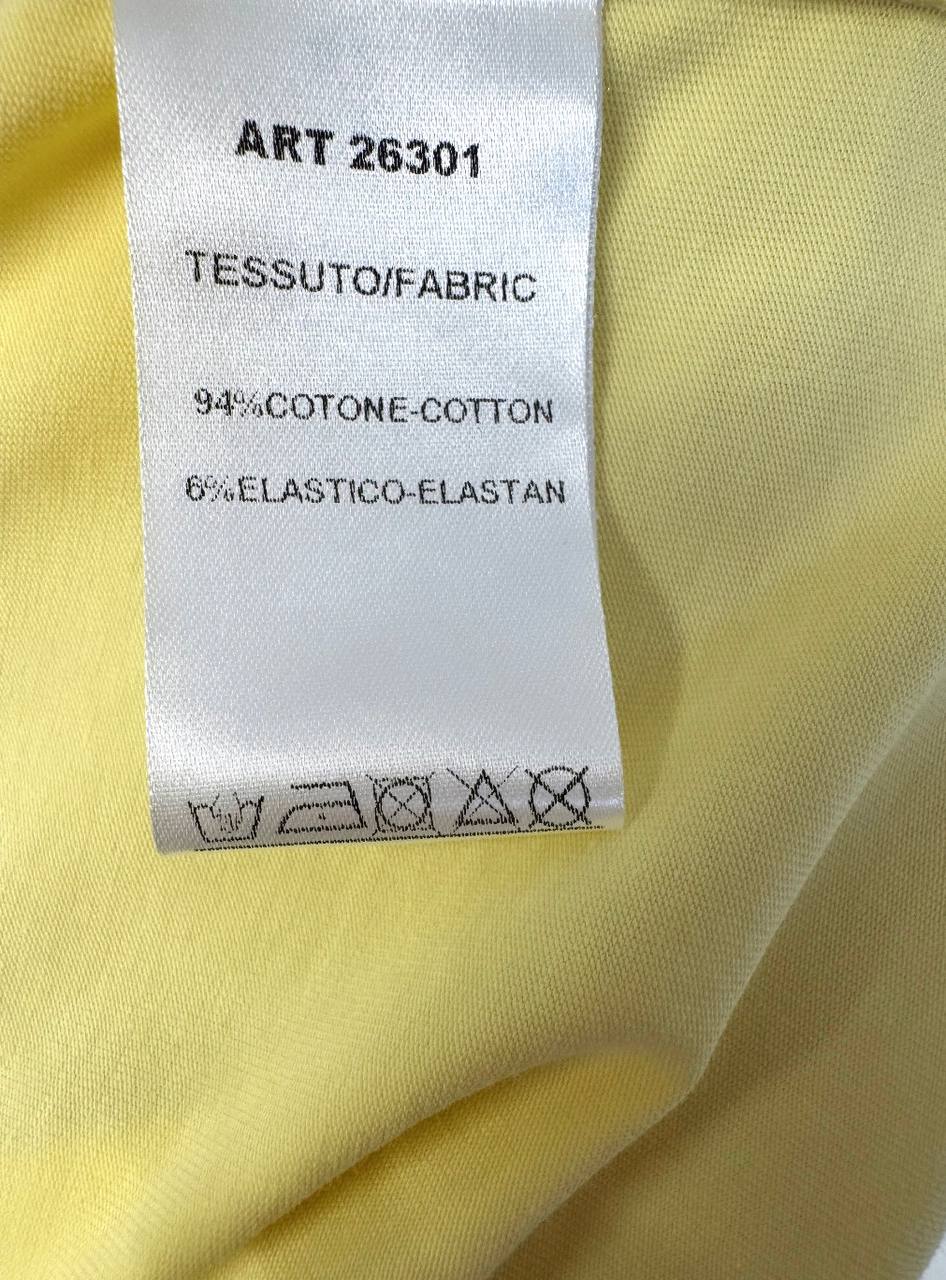 ART 26301
TESSUTO/FABRIC
94%COTONE-COTTON
6%ELASTICO-ELASTAN